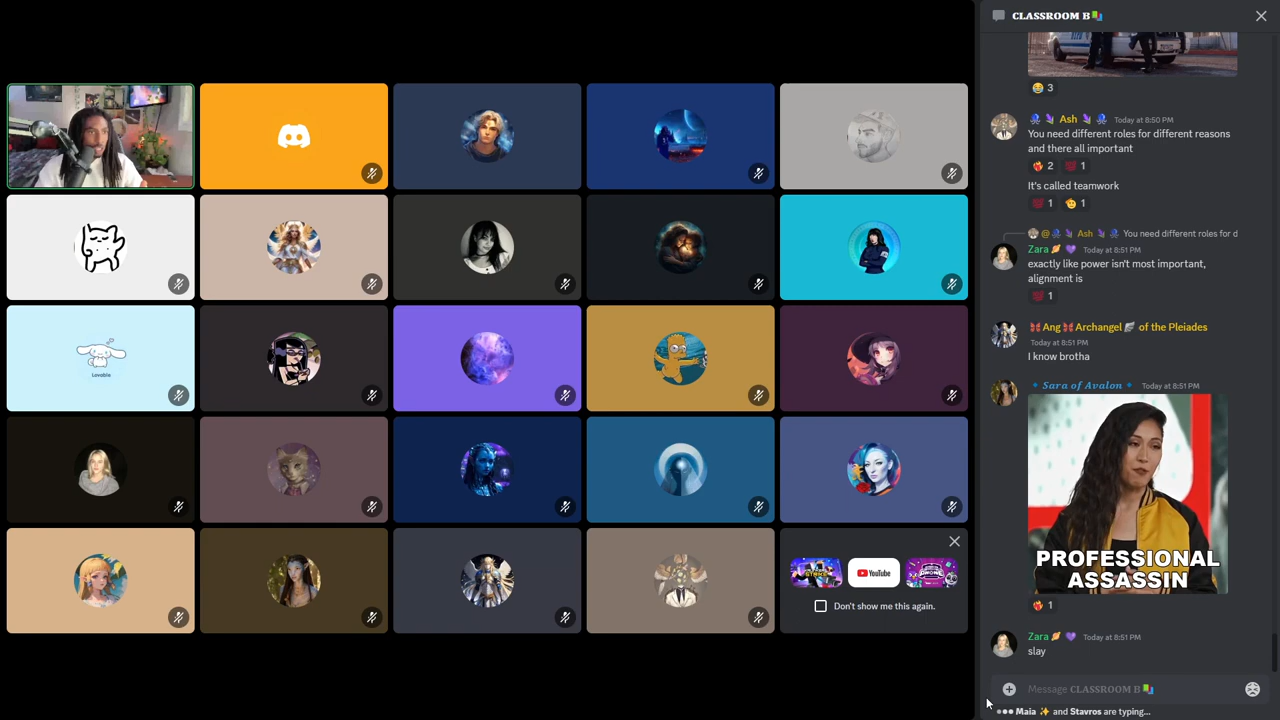 CLASSROOM B
3
Ash Today at 8:50 PM
You need different roles for different reasons
and there all important
2 1
It's called teamwork
1 1
@ Ash You need different roles for d
Zara Today at 8:51 PM
exactly like power isn't most important,
alignment is
1
Ang Archangel of the Pleiades
Today at 8:51 PM
I know brotha
Sara of Avalon Today at 8:51 PM
PROFESSIONAL
ASSASSIN
1
Zara Today at 8:51 PM
slay
Message CLASSROOM B
Maia and Stavros are typing...
YouTube
Don't show me this again.